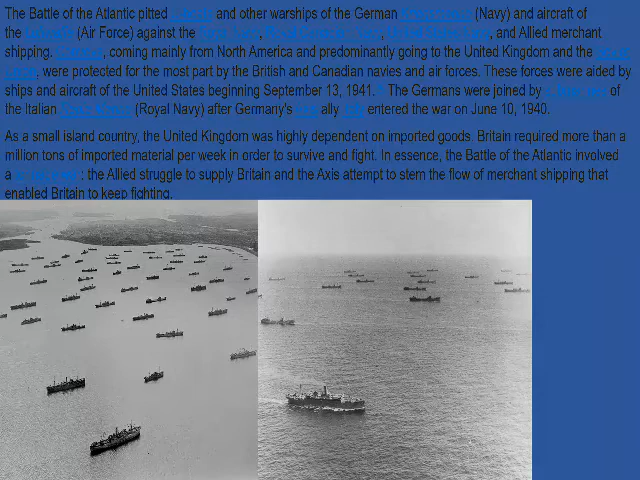 The Battle of the Atlantic pitted U-boats and other warships of the German Kriegsmarine (Navy) and aircraft of
the Luftwaffe (Air Force) against the Royal Navy, Royal Canadian Navy, United States Navy, and Allied merchant
shipping. Convoys, coming mainly from North America and predominantly going to the United Kingdom and the Soviet
Union, were protected for the most part by the British and Canadian navies and air forces. These forces were aided by
ships and aircraft of the United States beginning September 13, 1941. The Germans were joined by submarines of
the Italian Regia Marina (Royal Navy) after Germany's Axis ally Italy entered the war on June 10, 1940.
As a small island country, the United Kingdom was highly dependent on imported goods. Britain required more than a
million tons of imported material per week in order to survive and fight. In essence, the Battle of the Atlantic involved
a : the Allied struggle to supply Britain and the Axis attempt to stem the flow of merchant shipping that
enabled Britain to keep fighting.